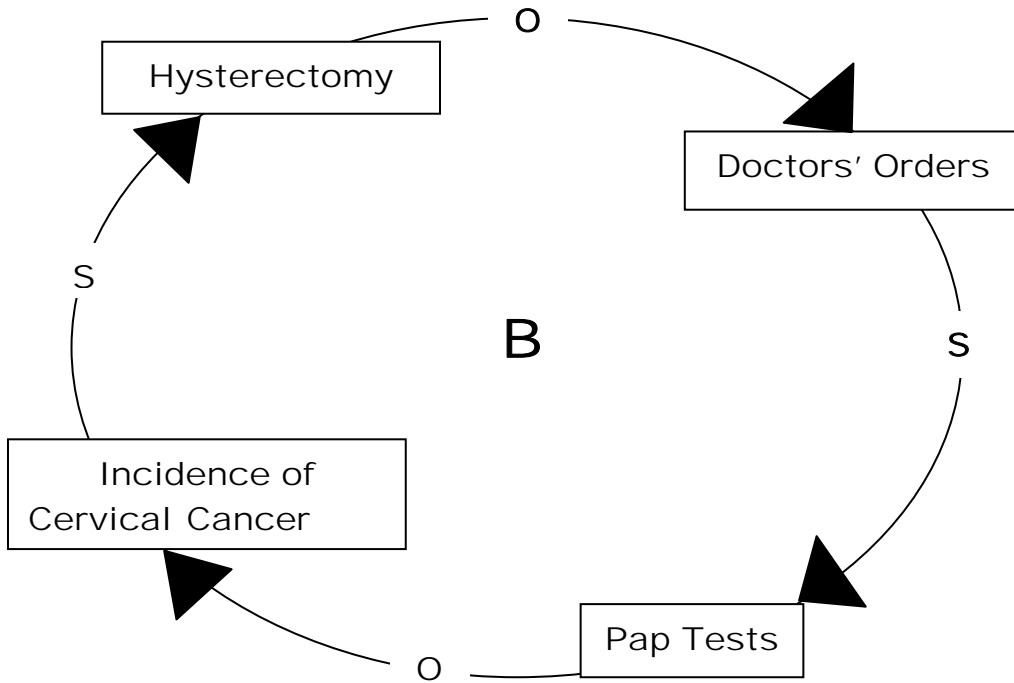 O
Hysterectomy
Doctors’ Orders
S
B
S
Incidence of
Cervical Cancer
Pap Tests
O